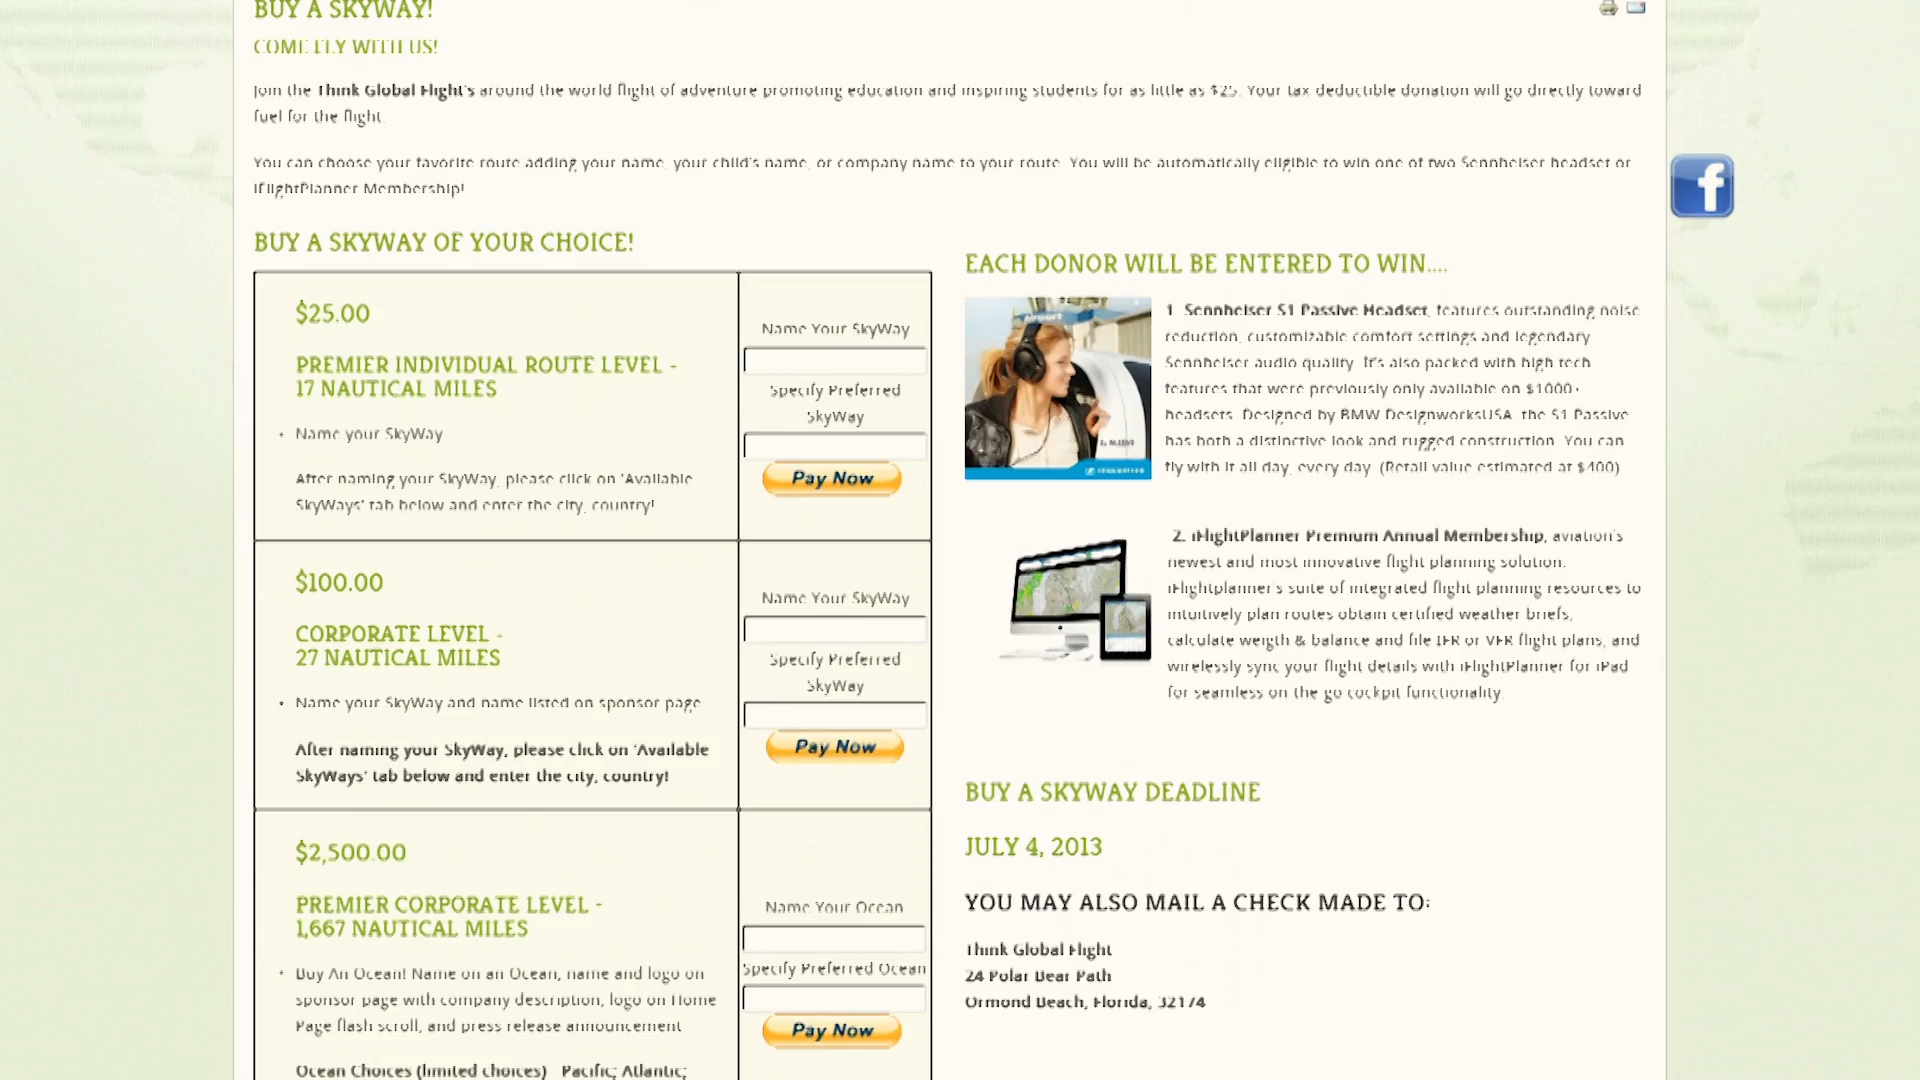 BUY A SKYWAY!
COME FLY WITH US!
Join the Think Global Flight's around the world flight of adventure promoting education and inspiring students for as little as $25. Your tax deductible donation will go directly toward
fuel for the flight.
You can choose your favorite route adding your name, your child's name, or company name to your route. You will be automatically eligible to win one of two Sennheiser headset or
iFlightPlanner Membership!
BUY A SKYWAY OF YOUR CHOICE!
$25.00
PREMIER INDIVIDUAL ROUTE LEVEL -
17 NAUTICAL MILES
• Name your SkyWay
After naming your SkyWay, please click on 'Available
SkyWays' tab below and enter the city, country!
Name Your SkyWay
Specify Preferred
SkyWay
Pay Now
$100.00
CORPORATE LEVEL -
27 NAUTICAL MILES
• Name your SkyWay and name listed on sponsor page
After naming your SkyWay, please click on 'Available
SkyWays' tab below and enter the city, country!
Name Your SkyWay
Specify Preferred
SkyWay
Pay Now
$2,500.00
PREMIER CORPORATE LEVEL -
1,667 NAUTICAL MILES
• Buy An Ocean! Name on an Ocean, name and logo on
sponsor page with company description, logo on Home
Page flash scroll, and press release announcement
Ocean Choices (limited choices) Pacific; Atlantic;
Name Your Ocean
Specify Preferred Ocean
Pay Now
EACH DONOR WILL BE ENTERED TO WIN....
1. Sennheiser S1 Passive Headset, features outstanding noise
reduction, customizable comfort settings and legendary
Sennheiser audio quality. It's also packed with high tech
features that were previously only available on $1000+
headsets. Designed by BMW DesignworksUSA, the S1 Passive
has both a distinctive look and rugged construction. You can
fly with it all day, every day. (Retail value estimated at $400)
2. iFlightPlanner Premium Annual Membership, aviation's
newest and most innovative flight planning solution.
iFlightplanner's suite of integrated flight planning resources to
intuitively plan routes obtain certified weather briefs,
calculate weigth & balance and file IFR or VFR flight plans, and
wirelessly sync your flight details with iFlightPlanner for iPad
for seamless on the go cockpit functionality.
BUY A SKYWAY DEADLINE
JULY 4, 2013
YOU MAY ALSO MAIL A CHECK MADE TO:
Think Global Flight
24 Polar Bear Path
Ormond Beach, Florida, 32174
f